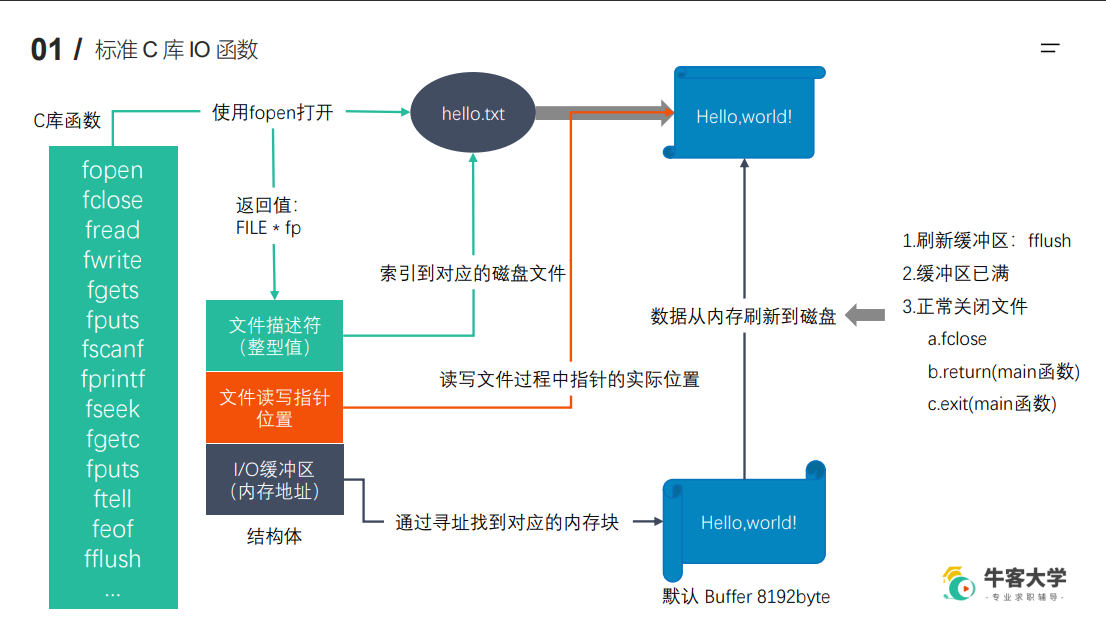 01 / 标准 C 库 IO 函数
C库函数
使用fopen打开
hello.txt
Hello,world!
fopen
fclose
fread
fwrite
fgets
fputs
fscanf
fprintf
fseek
fgetc
fputs
ftell
feof
fflush
...
返回值：
FILE * fp
索引到对应的磁盘文件
文件描述符
（整型值）
文件读写指针
位置
I/O缓冲区
（内存地址）
结构体
读写文件过程中指针的实际位置
通过寻址找到对应的内存块
数据从内存刷新到磁盘
1.刷新缓冲区：fflush
2.缓冲区已满
3.正常关闭文件
a.fclose
b.return(main函数)
c.exit(main函数)
Hello,world!
默认 Buffer 8192byte
牛客大学
-专业求职辅导-